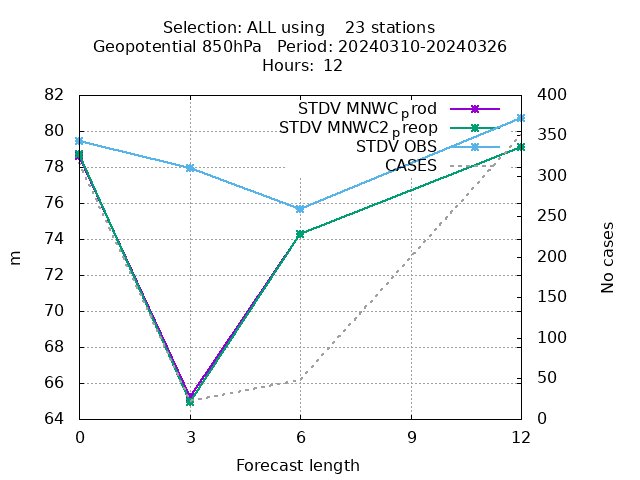 Selection: ALL using    23 stations
Geopotential 850hPa   Period: 20240310-20240326
Hours: 12
82
80
78
76
74
72
70
68
66
64
400
350
300
250
200
150
100
50
0
STDV MNWC_prod
STDV MNWC2_preop
STDV OBS
CASES
m
No cases
0 3 6 9 12
Forecast length